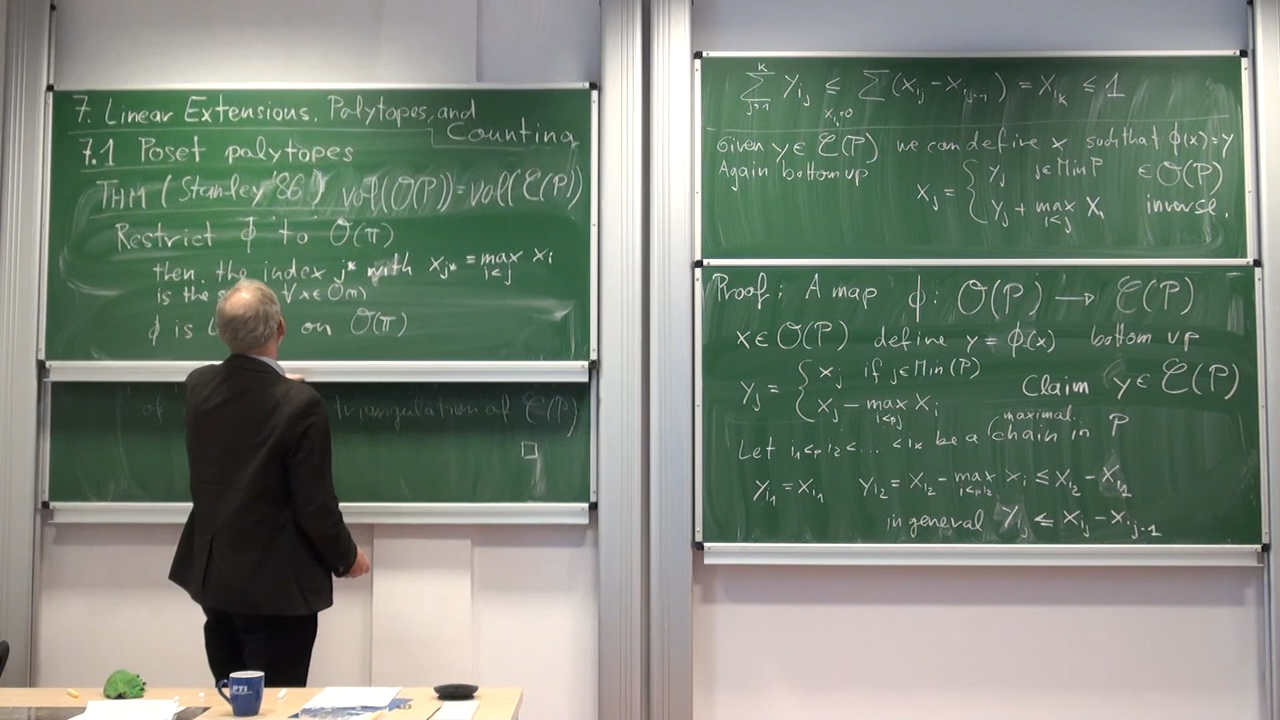 7. Linear Extensions, Polytopes, and
Counting
7.1 Poset polytopes
THM (Stanley '86) vol(O(P)) = vol(C(P))
Restrict ϕ to O(π)
then the index j* with x_{j*} = max_{i<j} x_i
is the ∀ x ∈ O(π)
ϕ is on O(π)
of triangulation of C(P)
□
∑_{j=1}^{k} y_{i_j} ≤_{x_{i_0}=0} ∑(x_{i_j} - x_{i_{j-1}}) = x_{i_k} ≤ 1
Given y ∈ C(P) we can define x such that ϕ(x) = y
Again bottom up x_j = { y_j j ∈ Min P ∈ O(P)
y_j + max_{i<j} x_i inverse.
Proof: A map ϕ: O(P) → C(P)
x ∈ O(P) define y = ϕ(x) bottom up
y_j = { x_j if j ∈ Min(P)
x_j - max_{i <_P j} x_i Claim y ∈ C(P)
Let i_1 <_P i_2 <... < i_k be a (maximal.. chain in P
y_{i_1} = x_{i_1} y_{i_2} = x_{i_2} - max_{i <_P i_2} x_i ≤ x_{i_2} - x_{i_1}
in general y_{i_j} ≤ x_{i_j} - x_{i_{j-1}}
PTI